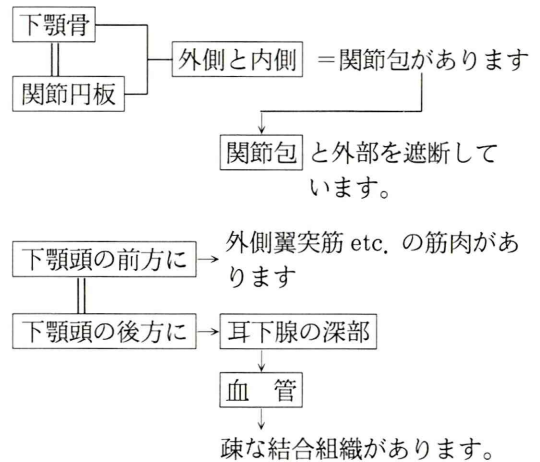 下顎骨
外側と内側 ＝関節包があります
関節円板
関節包 と外部を遮断して
います。
下顎頭の前方に → 外側翼突筋 etc. の筋肉があ
ります
下顎頭の後方に → 耳下腺の深部
血　管
疎な結合組織があります。